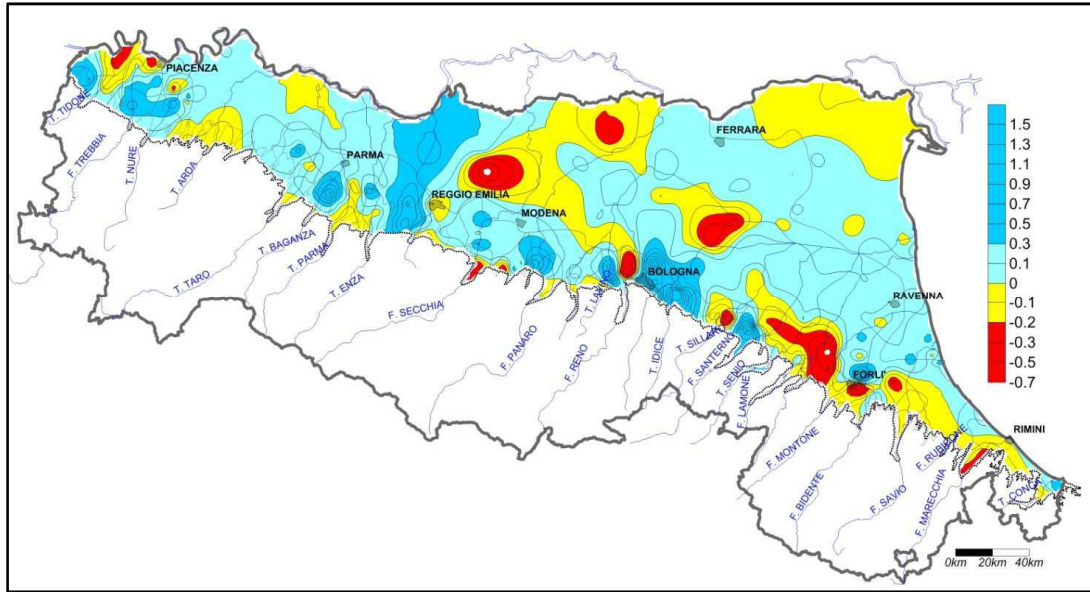 PIACENZA
T. TIDONE
F. TREBBIA
T. NURE
T. ARDA
PARMA
T. TARO
T. BAGANZA
T. PARMA
T. ENZA
REGGIO EMILIA
MODENA
F. SECCHIA
F. PANARO
F. RENO
BOLOGNA
T. IDICE
FERRARA
T. SILLARO
F. SANTERNO
T. SENIO
F. LAMONE
RAVENNA
FORLI'
F. MONTONE
F. BIDENTE
F. SAVIO
F. RUBICONE
F. MARECCHIA
RIMINI
T. CONCA
1.5
1.3
1.1
0.9
0.7
0.5
0.3
0.1
0
-0.1
-0.2
-0.3
-0.5
-0.7
0km 20km 40km